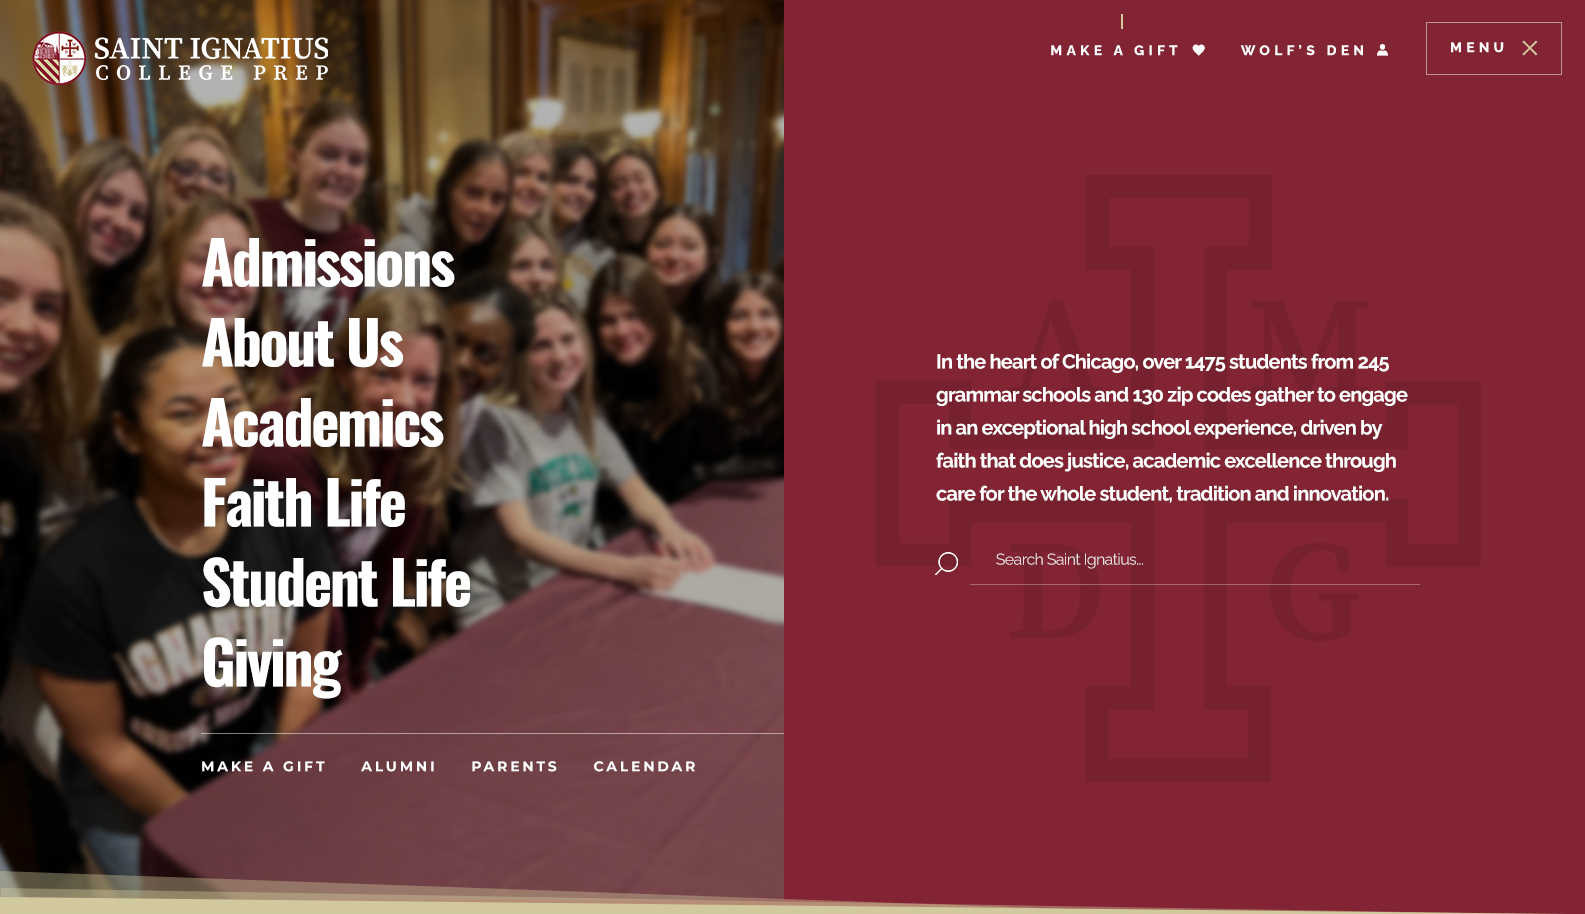 SAINT IGNATIUS
COLLEGE PREP
MAKE A GIFT
WOLF'S DEN
MENU
Admissions
About Us
Academics
Faith Life
Student Life
Giving
MAKE A GIFT ALUMNI PARENTS CALENDAR
A M
D G
In the heart of Chicago, over 1475 students from 245
grammar schools and 130 zip codes gather to engage
in an exceptional high school experience, driven by
faith that does justice, academic excellence through
care for the whole student, tradition and innovation.
Search Saint Ignatius...